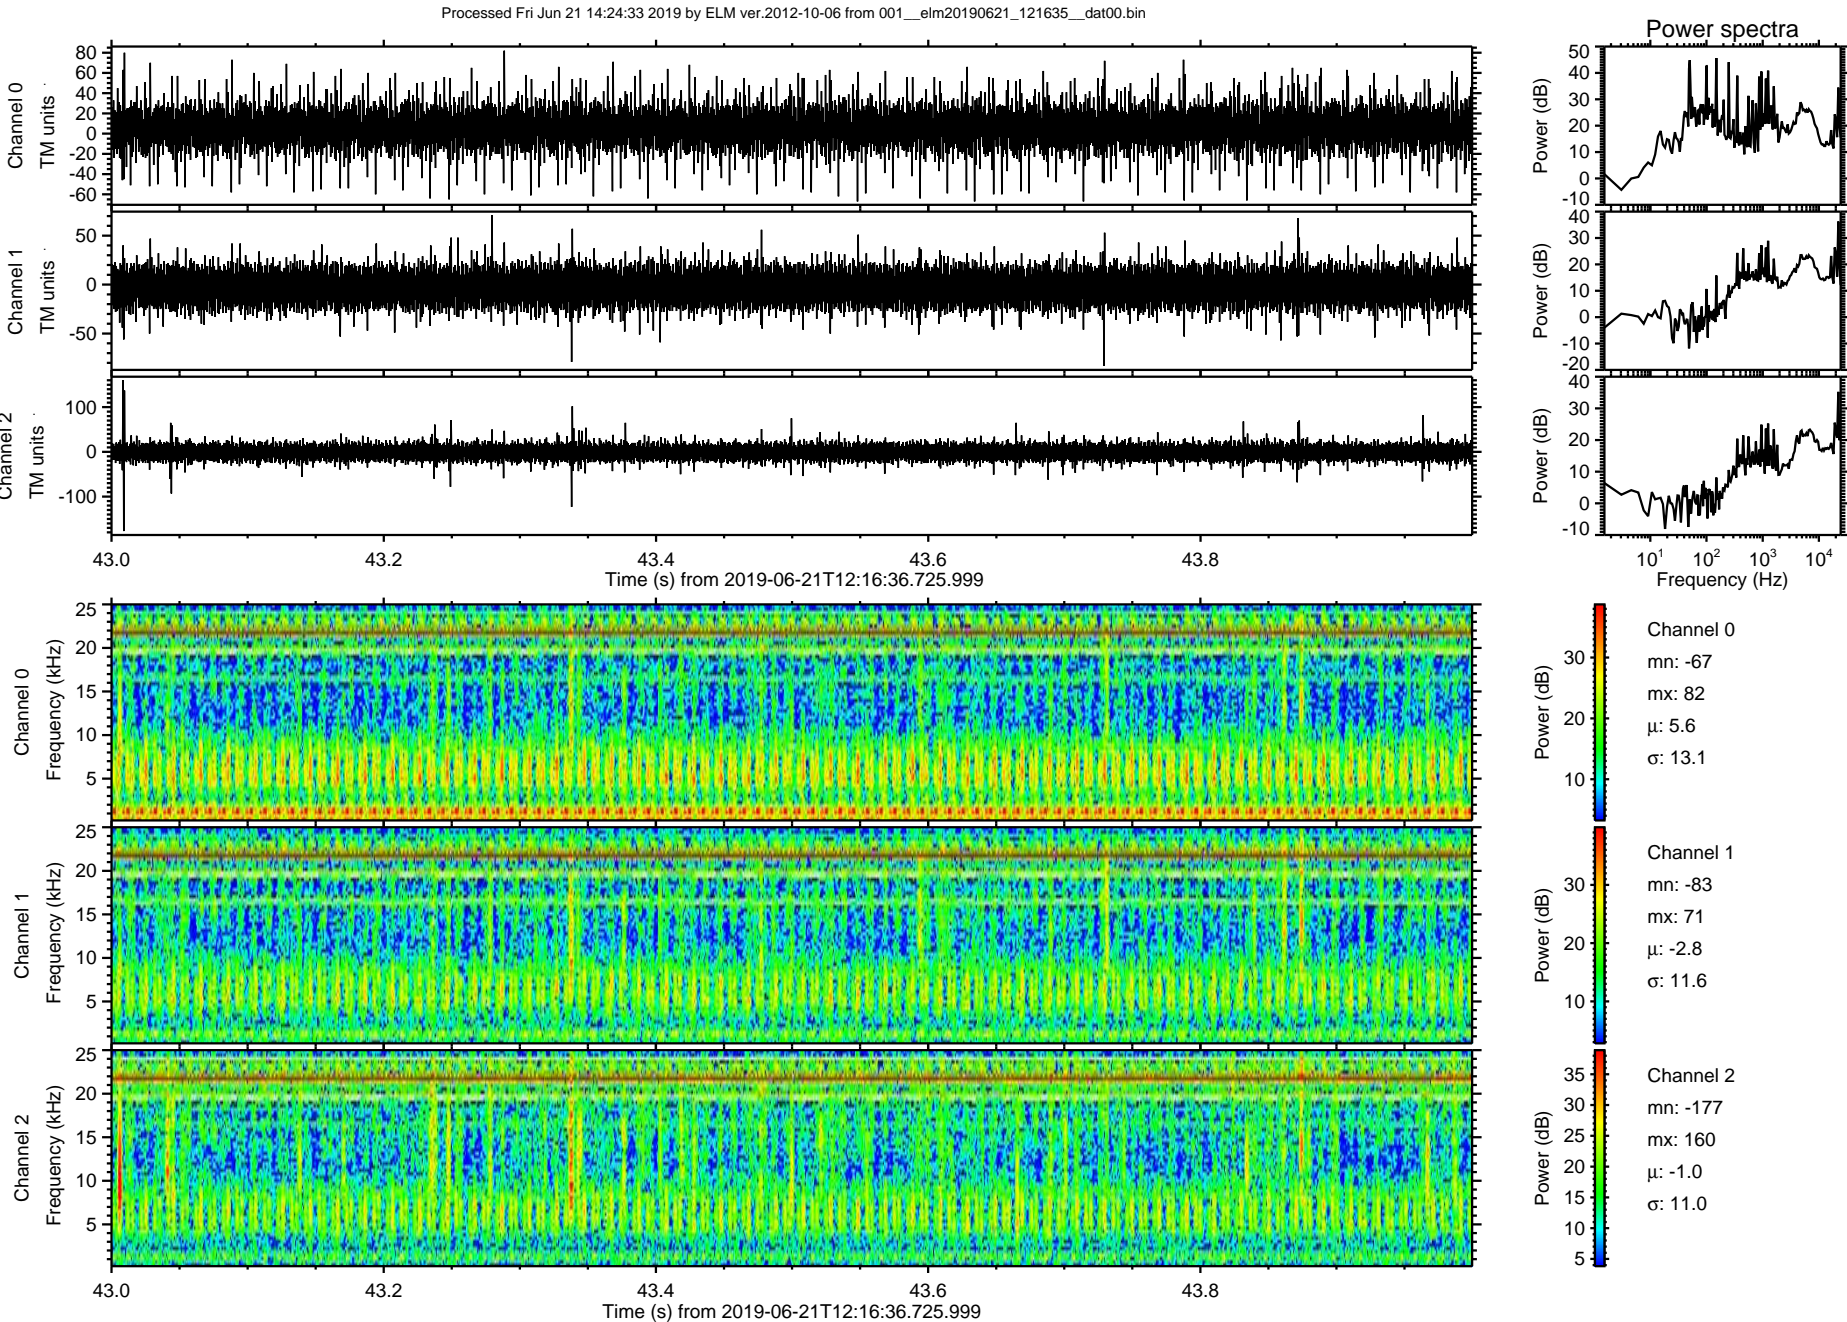 Processed Fri Jun 21 14:24:33 2019 by ELM ver.2012-10-06 from 001__elm20190621_121635__dat00.bin
Power spectra
Channel 0
TM units
80
60
40
20
0
-20
-40
-60
Power (dB)
50
40
30
20
10
0
-10
Channel 1
TM units
50
0
-50
Power (dB)
40
30
20
10
0
-10
-20
Channel 2
TM units
100
0
-100
Power (dB)
40
30
20
10
0
-10
43.0 43.2 43.4 43.6 43.8
Time (s) from 2019-06-21T12:16:36.725.999
10^1 10^2 10^3 10^4
Frequency (Hz)
Channel 0
Frequency (kHz)
25
20
15
10
5
Power (dB)
30
20
10
Channel 0
mn: -67
mx: 82
μ: 5.6
σ: 13.1
Channel 1
Frequency (kHz)
25
20
15
10
5
Power (dB)
30
20
10
Channel 1
mn: -83
mx: 71
μ: -2.8
σ: 11.6
Channel 2
Frequency (kHz)
25
20
15
10
5
Power (dB)
35
30
25
20
15
10
5
Channel 2
mn: -177
mx: 160
μ: -1.0
σ: 11.0
43.0 43.2 43.4 43.6 43.8
Time (s) from 2019-06-21T12:16:36.725.999